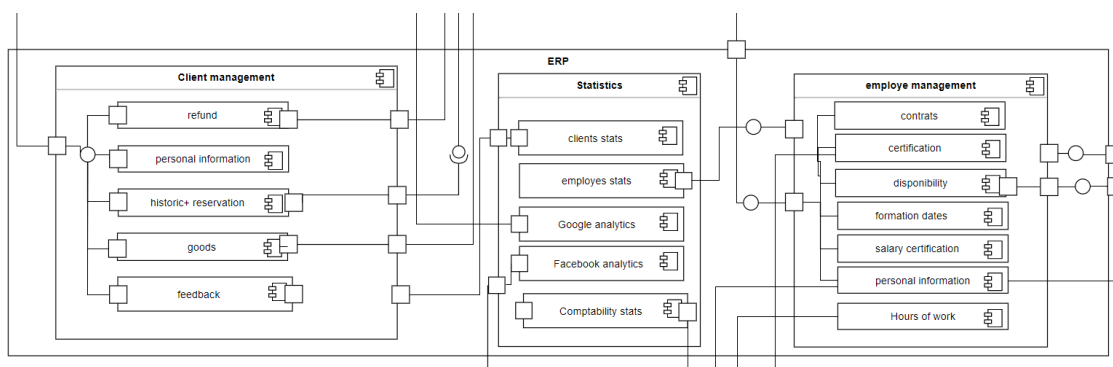 ERP
Client management
refund
personal information
historic+ reservation
goods
feedback
Statistics
clients stats
employes stats
Google analytics
Facebook analytics
Comptability stats
employe management
contrats
certification
disponibility
formation dates
salary certification
personal information
Hours of work